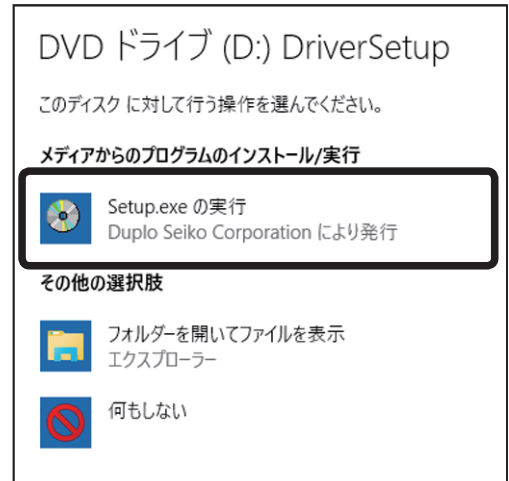 DVD ドライブ (D:) DriverSetup
このディスク に対して行う操作を選んでください。
メディアからのプログラムのインストール/実行
Setup.exe の実行
Duplo Seiko Corporation により発行
その他の選択肢
フォルダーを開いてファイルを表示
エクスプローラー
何もしない